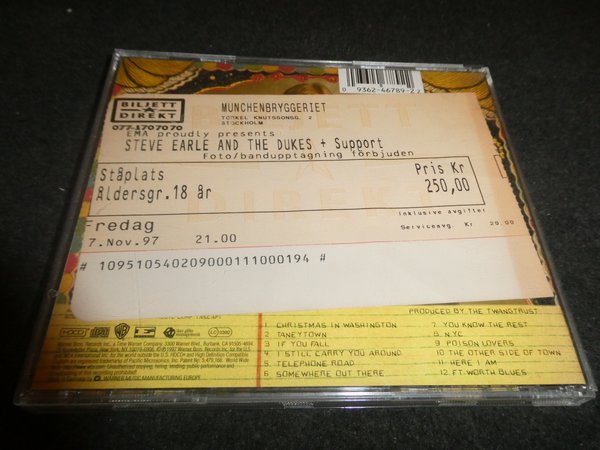 0 9362-46789-2
BILJETT
DIREKT
077-1707070
MUNCHENBRYGGERIET
TORKEL KNUTSSONSG. 2
STOCKHOLM
EMA proudly presents
STEVE EARLE AND THE DUKES + Support
Foto/bandupptagning förbjuden
Ståplats
Åldersgr.18 år
Pris Kr
250,00
Fredag
7.Nov.97 21.00
inklusive avgifter
Serviceavg. Kr 20.00
# 1095105402090001110001​94 #
PRODUCED BY THE TWANGTRUST
1 CHRISTMAS IN WASHINGTON
2 TANEYTOWN
3 IF YOU FALL
4 I STILL CARRY YOU AROUND
5 TELEPHONE ROAD
6 SOMEWHERE OUT THERE
7 YOU KNOW THE REST
8 N.Y.C.
9 POISON LOVERS
10 THE OTHER SIDE OF TOWN
11 HERE I AM
12 FT. WORTH BLUES
HDCD